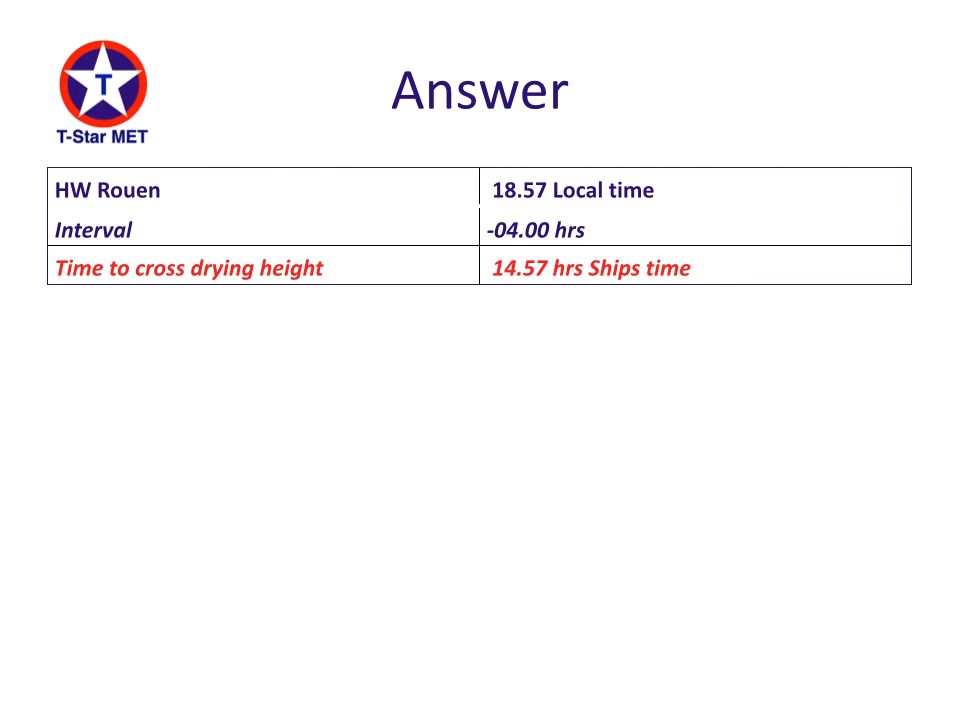 T
T-Star MET
Answer
HW Rouen 18.57 Local time
Interval -04.00 hrs
Time to cross drying height 14.57 hrs Ships time